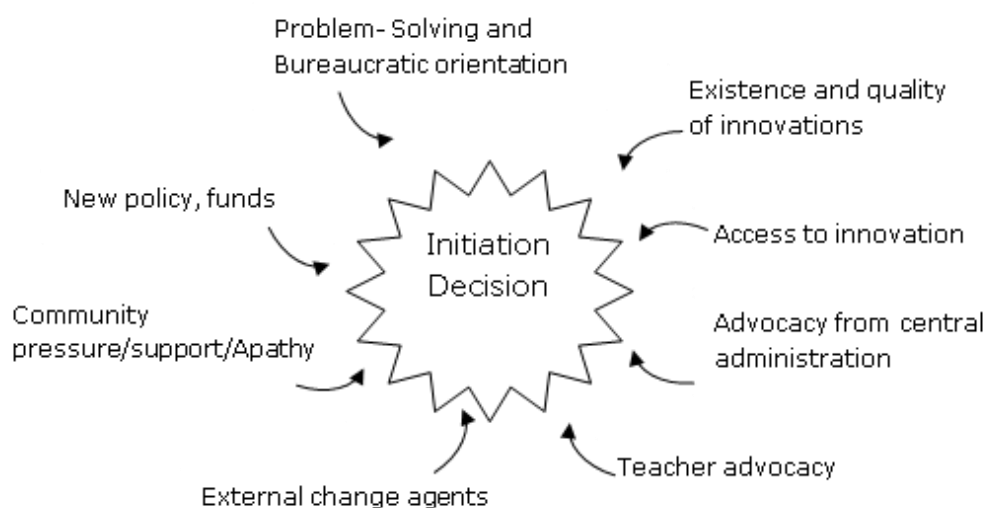 Problem- Solving and
Bureaucratic orientation
Existence and quality
of innovations
New policy, funds
Access to innovation
Initiation
Decision
Community
pressure/support/Apathy
Advocacy from central
administration
Teacher advocacy
External change agents